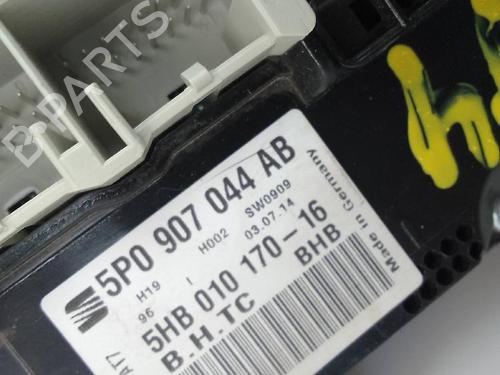 B-PARTS
5P0 907 044 AB
H19 I H002 SW0909
96 03.07.14
5HB 010 170-16
B.H.TC BHB
AT7
Made in Germany